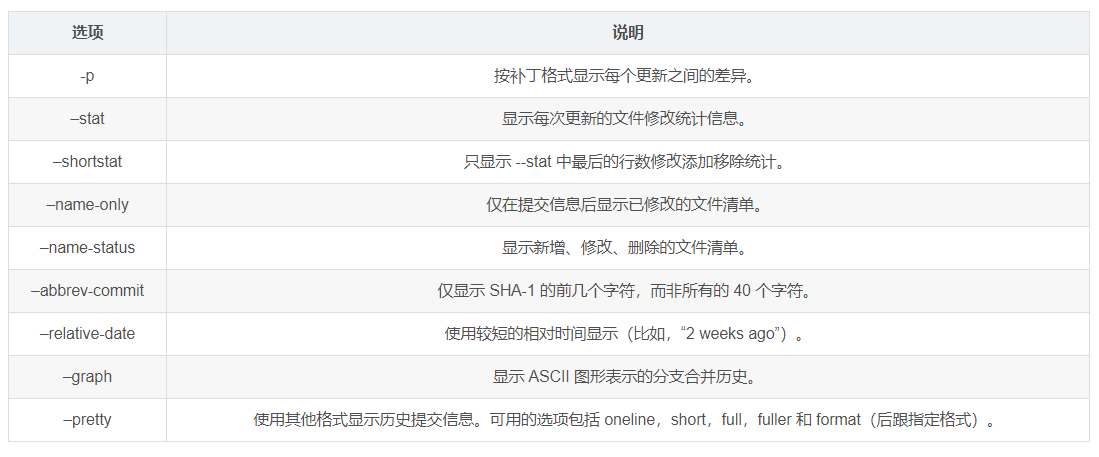 选项 说明
-p 按补丁格式显示每个更新之间的差异。
–stat 显示每次更新的文件修改统计信息。
–shortstat 只显示 --stat 中最后的行数修改添加移除统计。
–name-only 仅在提交信息后显示已修改的文件清单。
–name-status 显示新增、修改、删除的文件清单。
–abbrev-commit 仅显示 SHA-1 的前几个字符，而非所有的 40 个字符。
–relative-date 使用较短的相对时间显示（比如，“2 weeks ago”）。
–graph 显示 ASCII 图形表示的分支合并历史。
–pretty 使用其他格式显示历史提交信息。可用的选项包括 oneline，short，full，fuller 和 format（后跟指定格式）。